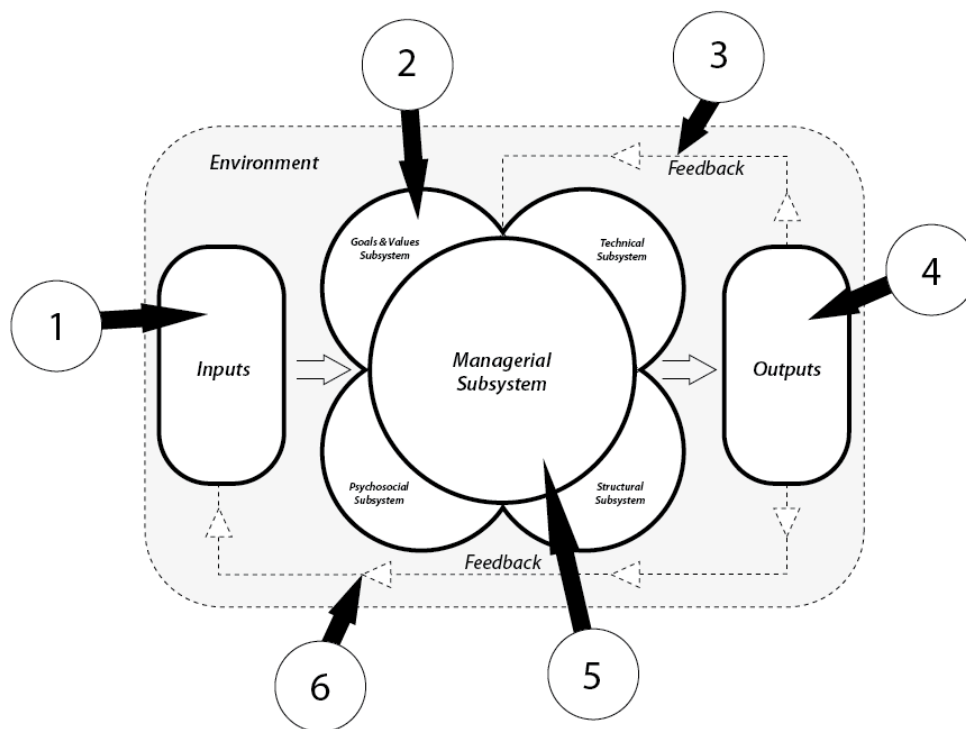 2
3
Environment
Feedback
Goals & Values
Subsystem
Technical
Subsystem
1
4
Inputs
Managerial
Subsystem
Outputs
Psychosocial
Subsystem
Structural
Subsystem
Feedback
6
5